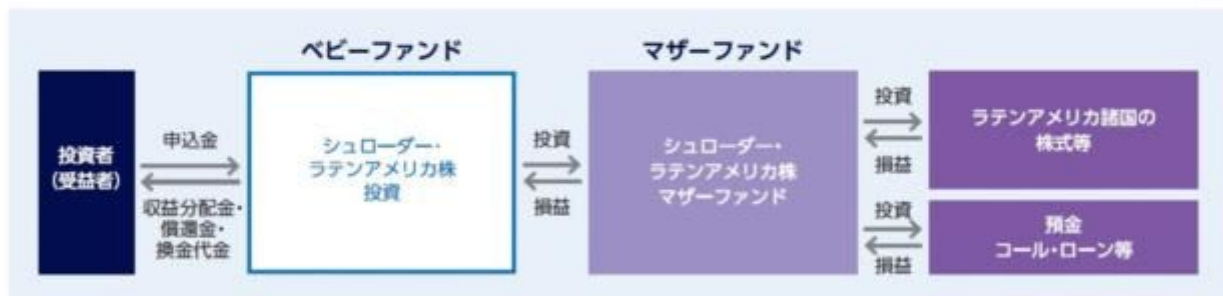 ベビーファンド
マザーファンド
投資者
(受益者)
申込金
収益分配金・
償還金・
換金代金
シュローダー・
ラテンアメリカ株
投資
投資
損益
シュローダー・
ラテンアメリカ株
マザーファンド
投資
損益
ラテンアメリカ諸国の
株式等
投資
損益
預金
コール・ローン等